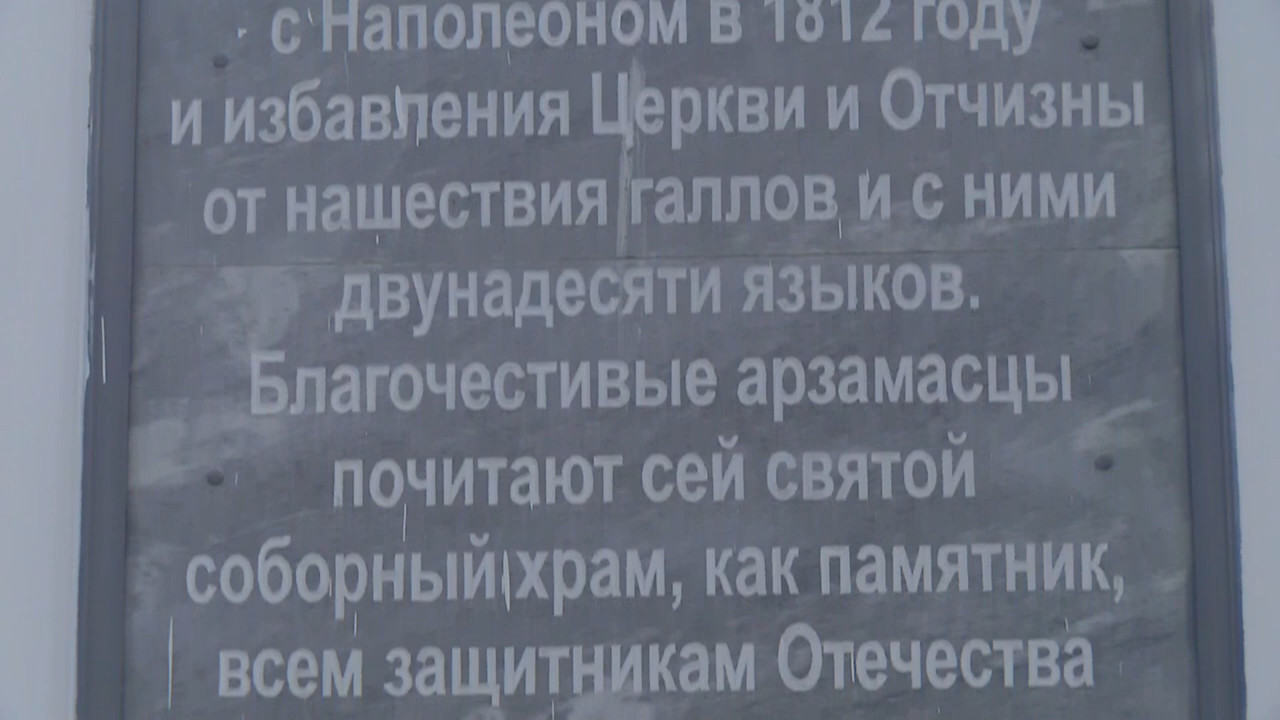 с Наполеоном в 1812 году
и избавления Церкви и Отчизны
от нашествия галлов и с ними
двунадесяти языков.
Благочестивые арзамасцы
почитают сей святой
соборный храм, как памятник,
всем защитникам Отечества